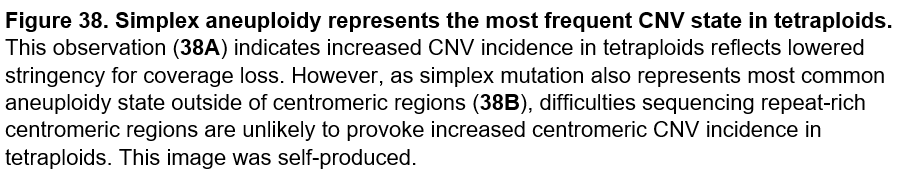 Figure 38. Simplex aneuploidy represents the most frequent CNV state in tetraploids.
This observation (38A) indicates increased CNV incidence in tetraploids reflects lowered
stringency for coverage loss. However, as simplex mutation also represents most common
aneuploidy state outside of centromeric regions (38B), difficulties sequencing repeat-rich
centromeric regions are unlikely to provoke increased centromeric CNV incidence in
tetraploids. This image was self-produced.